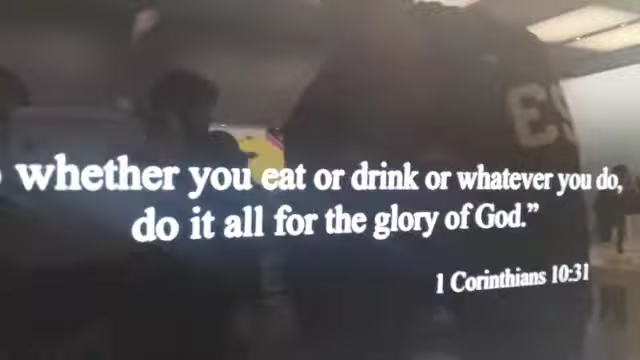 whether you eat or drink or whatever you do,
do it all for the glory of God.”
1 Corinthians 10:31